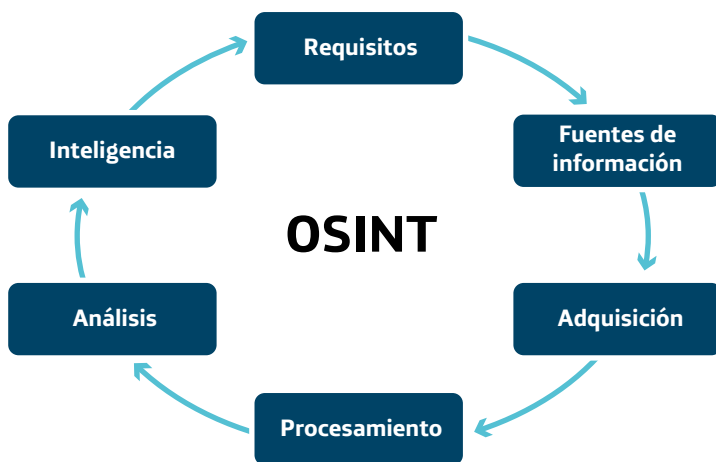 Requisitos
Fuentes de
información
Adquisición
Procesamiento
Análisis
Inteligencia
OSINT